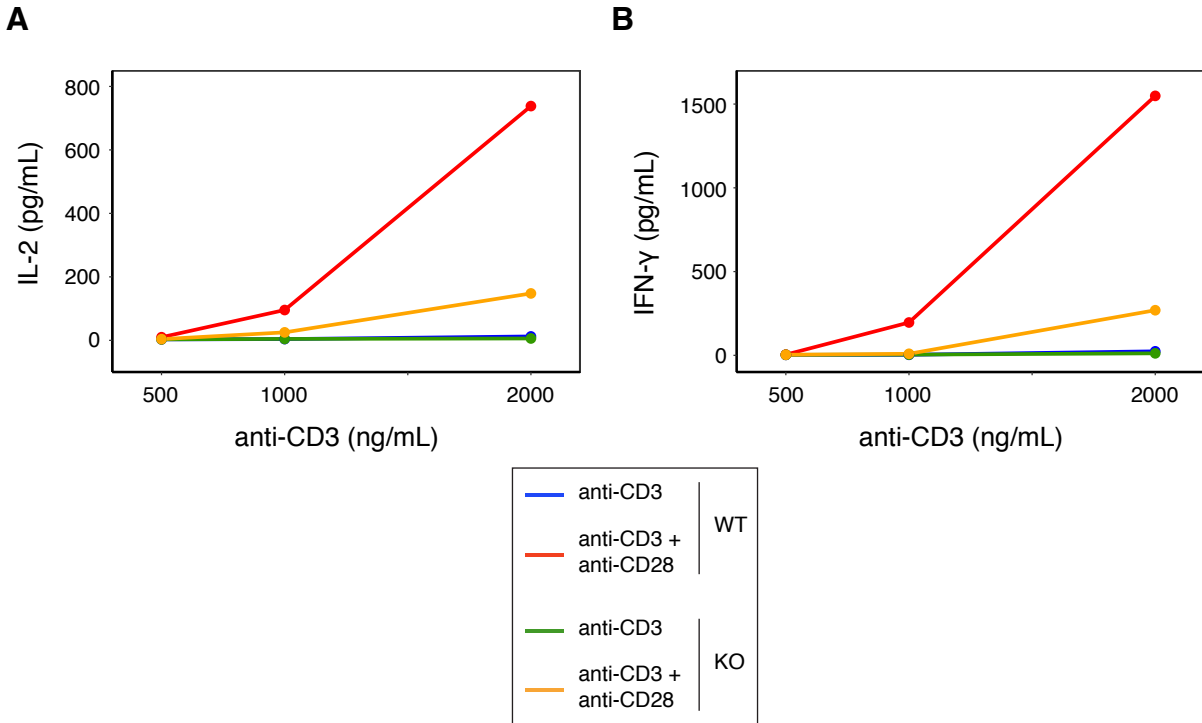 A
B
800
600
400
200
0
IL-2 (pg/mL)
500
1000
2000
anti-CD3 (ng/mL)
1500
1000
500
0
IFN-γ (pg/mL)
500
1000
2000
anti-CD3 (ng/mL)
anti-CD3
anti-CD3 +
anti-CD28
WT
anti-CD3
anti-CD3 +
anti-CD28
KO